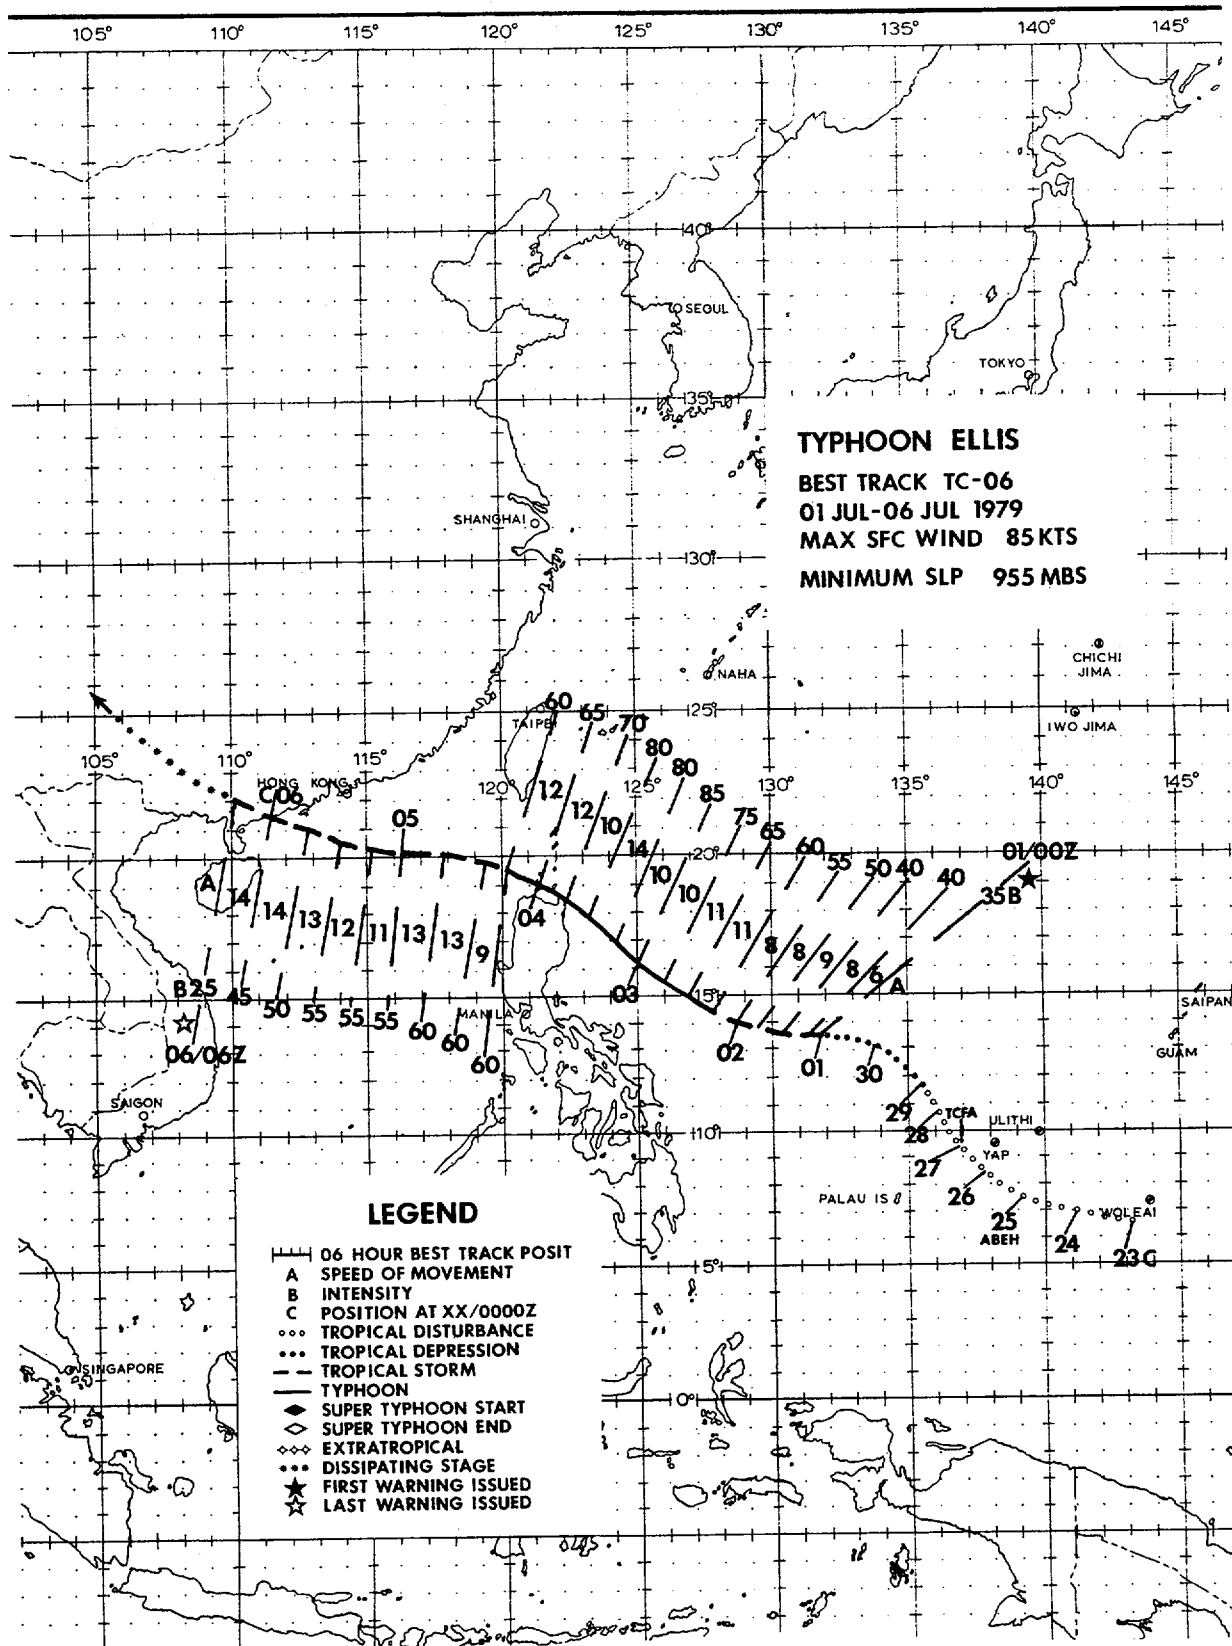 105° 110° 115° 120° 125° 130° 135° 140° 145°
40°
SEOUL
TOKYO
35°
TYPHOON ELLIS
BEST TRACK TC-06
01 JUL-06 JUL 1979
MAX SFC WIND 85 KTS
MINIMUM SLP 955 MBS
SHANGHAI
30°
CHICHI
JIMA
NAHA
60 25°
TAIPEI 65 70 IWO JIMA
80
105° 110° 115° 120° 125° 130° 135° 140° 145°
HONG KONG
C/06
12 80
12 85
05 10 75
14 65
20° 60 01/00Z
A 14 10 55 50 40 40
14 04 10 11 35B
13 12 11 13 13 9 11 8 8 9 8 6 A
B 25 45 03 15° SAIPAN
50 55 55 55 60 MANILA
60
06/06Z 60 02 01 30 GUAM
SAIGON
29 TCFA ULITHI
28 10°
27 YAP
26 PALAU IS
25 WOLEAI
ABEH 24
23C
5°
LEGEND
06 HOUR BEST TRACK POSIT
A SPEED OF MOVEMENT
B INTENSITY
C POSITION AT XX/0000Z
TROPICAL DISTURBANCE
TROPICAL DEPRESSION
TROPICAL STORM
TYPHOON
SUPER TYPHOON START
SUPER TYPHOON END
EXTRATROPICAL
DISSIPATING STAGE
FIRST WARNING ISSUED
LAST WARNING ISSUED
SINGAPORE
0°